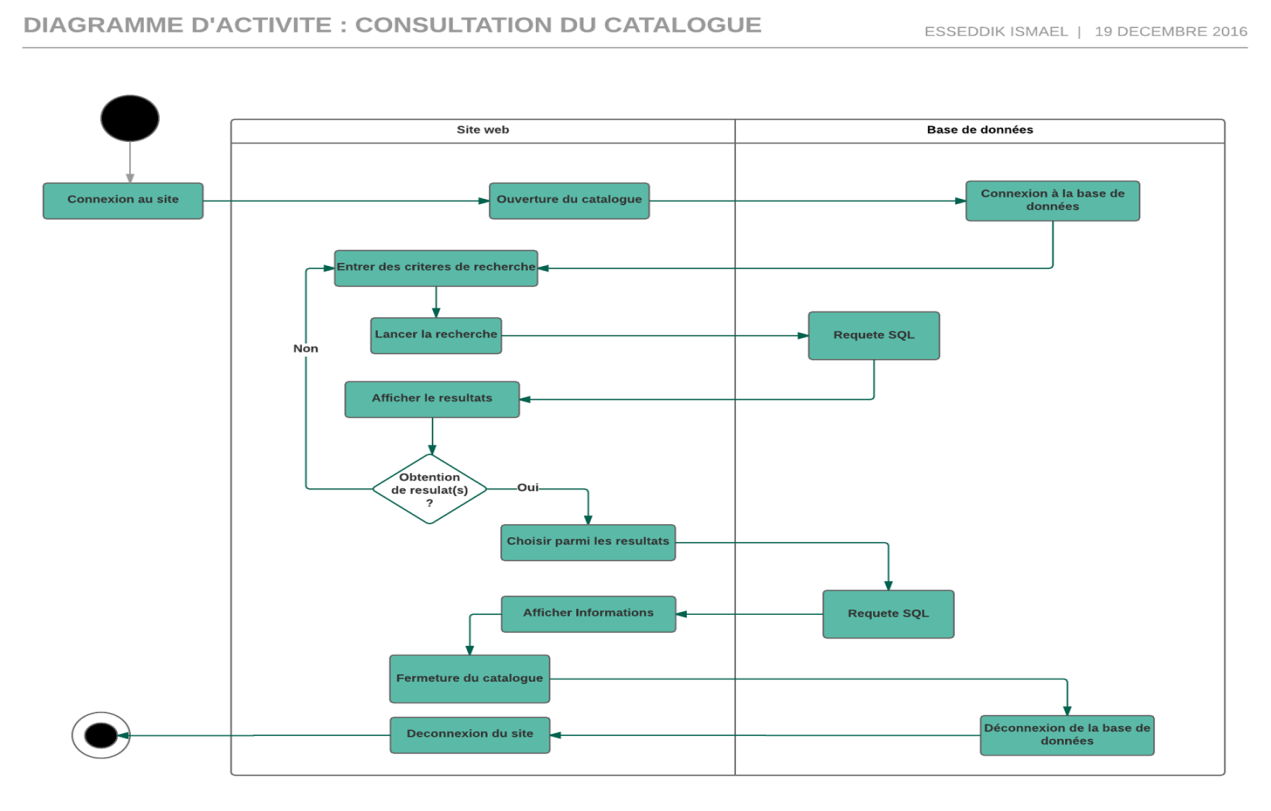 DIAGRAMME D'ACTIVITE : CONSULTATION DU CATALOGUE
ESSEDDIK ISMAEL | 19 DECEMBRE 2016
Site web
Base de données
Connexion au site
Ouverture du catalogue
Connexion à la base de
données
Entrer des criteres de recherche
Lancer la recherche
Requete SQL
Non
Afficher le resultats
Obtention
de resulat(s)
?
Oui
Choisir parmi les resultats
Afficher Informations
Requete SQL
Fermeture du catalogue
Deconnexion du site
Déconnexion de la base de
données